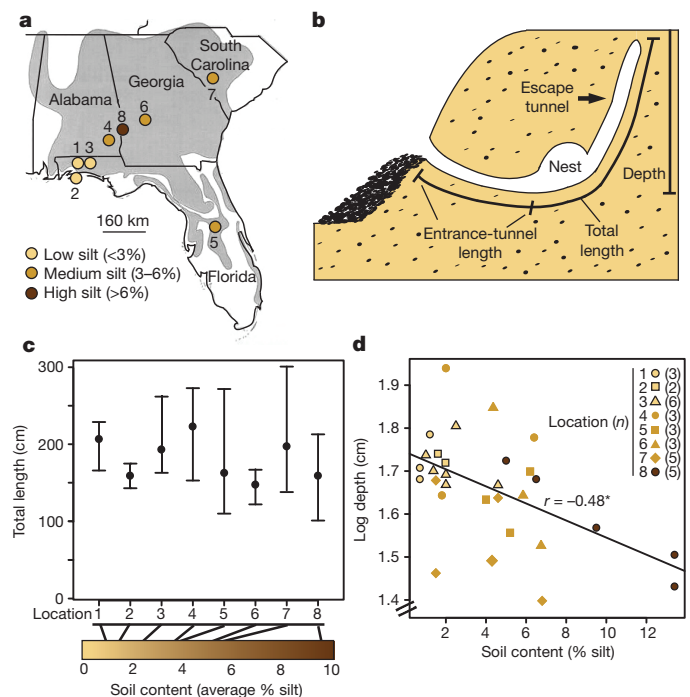 a
South
Carolina
Georgia
7
Alabama
6
8
4
1 3
2
160 km
5
Low silt (<3%)
Medium silt (3–6%)
High silt (>6%)
Florida
b
Escape
tunnel
Nest
Depth
Entrance-tunnel
length
Total
length
c
Total length (cm)
300
200
100
0
Location 1 2 3 4 5 6 7 8
0 2 4 6 8 10
Soil content (average % silt)
d
Log depth (cm)
1.9
1.8
1.7
1.6
1.5
1.4
Location (n)
1 (3)
2 (2)
3 (6)
4 (3)
5 (3)
6 (3)
7 (5)
8 (5)
r = –0.48*
2 4 6 8 10 12
Soil content (% silt)